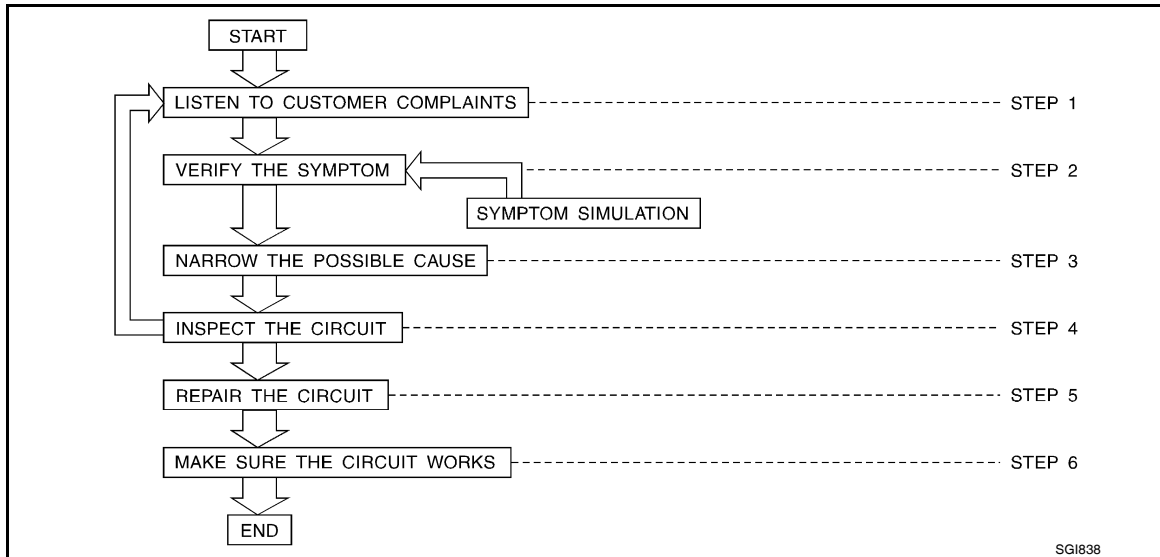 START
LISTEN TO CUSTOMER COMPLAINTS STEP 1
VERIFY THE SYMPTOM STEP 2
SYMPTOM SIMULATION
NARROW THE POSSIBLE CAUSE STEP 3
INSPECT THE CIRCUIT STEP 4
REPAIR THE CIRCUIT STEP 5
MAKE SURE THE CIRCUIT WORKS STEP 6
END
SGI838